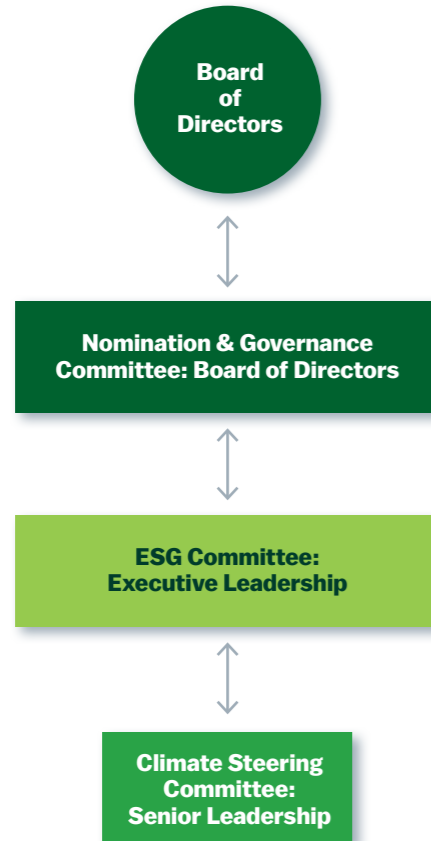 Board
of
Directors
Nomination & Governance
Committee: Board of Directors
ESG Committee:
Executive Leadership
Climate Steering
Committee:
Senior Leadership